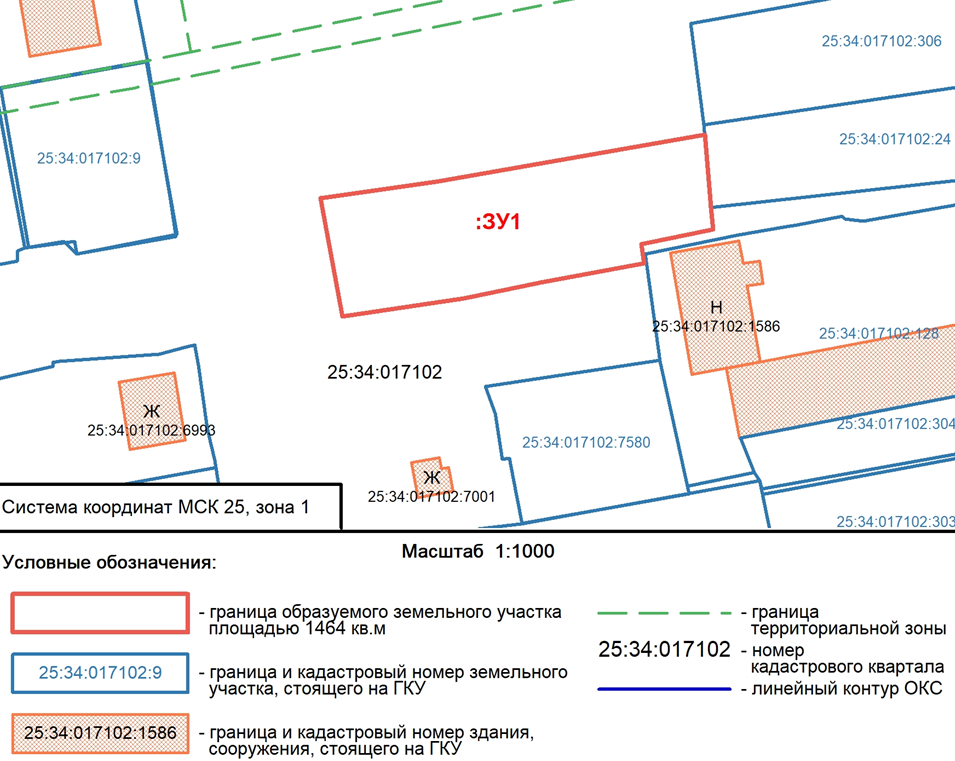 25:34:017102:306
25:34:017102:24
25:34:017102:9
:ЗУ1
Н
25:34:017102:1586
25:34:017102:128
25:34:017102
Ж
25:34:017102:6993
25:34:017102:304
25:34:017102:7580
Ж
25:34:017102:7001
Система координат МСК 25, зона 1
25:34:017102:303
Масштаб 1:1000
Условные обозначения:
- граница образуемого земельного участка
площадью 1464 кв.м
25:34:017102:9
- граница и кадастровый номер земельного
участка, стоящего на ГКУ
25:34:017102:1586
- граница и кадастровый номер здания,
сооружения, стоящего на ГКУ
- граница
территориальной зоны
25:34:017102
- номер
кадастрового квартала
- линейный контур ОКС